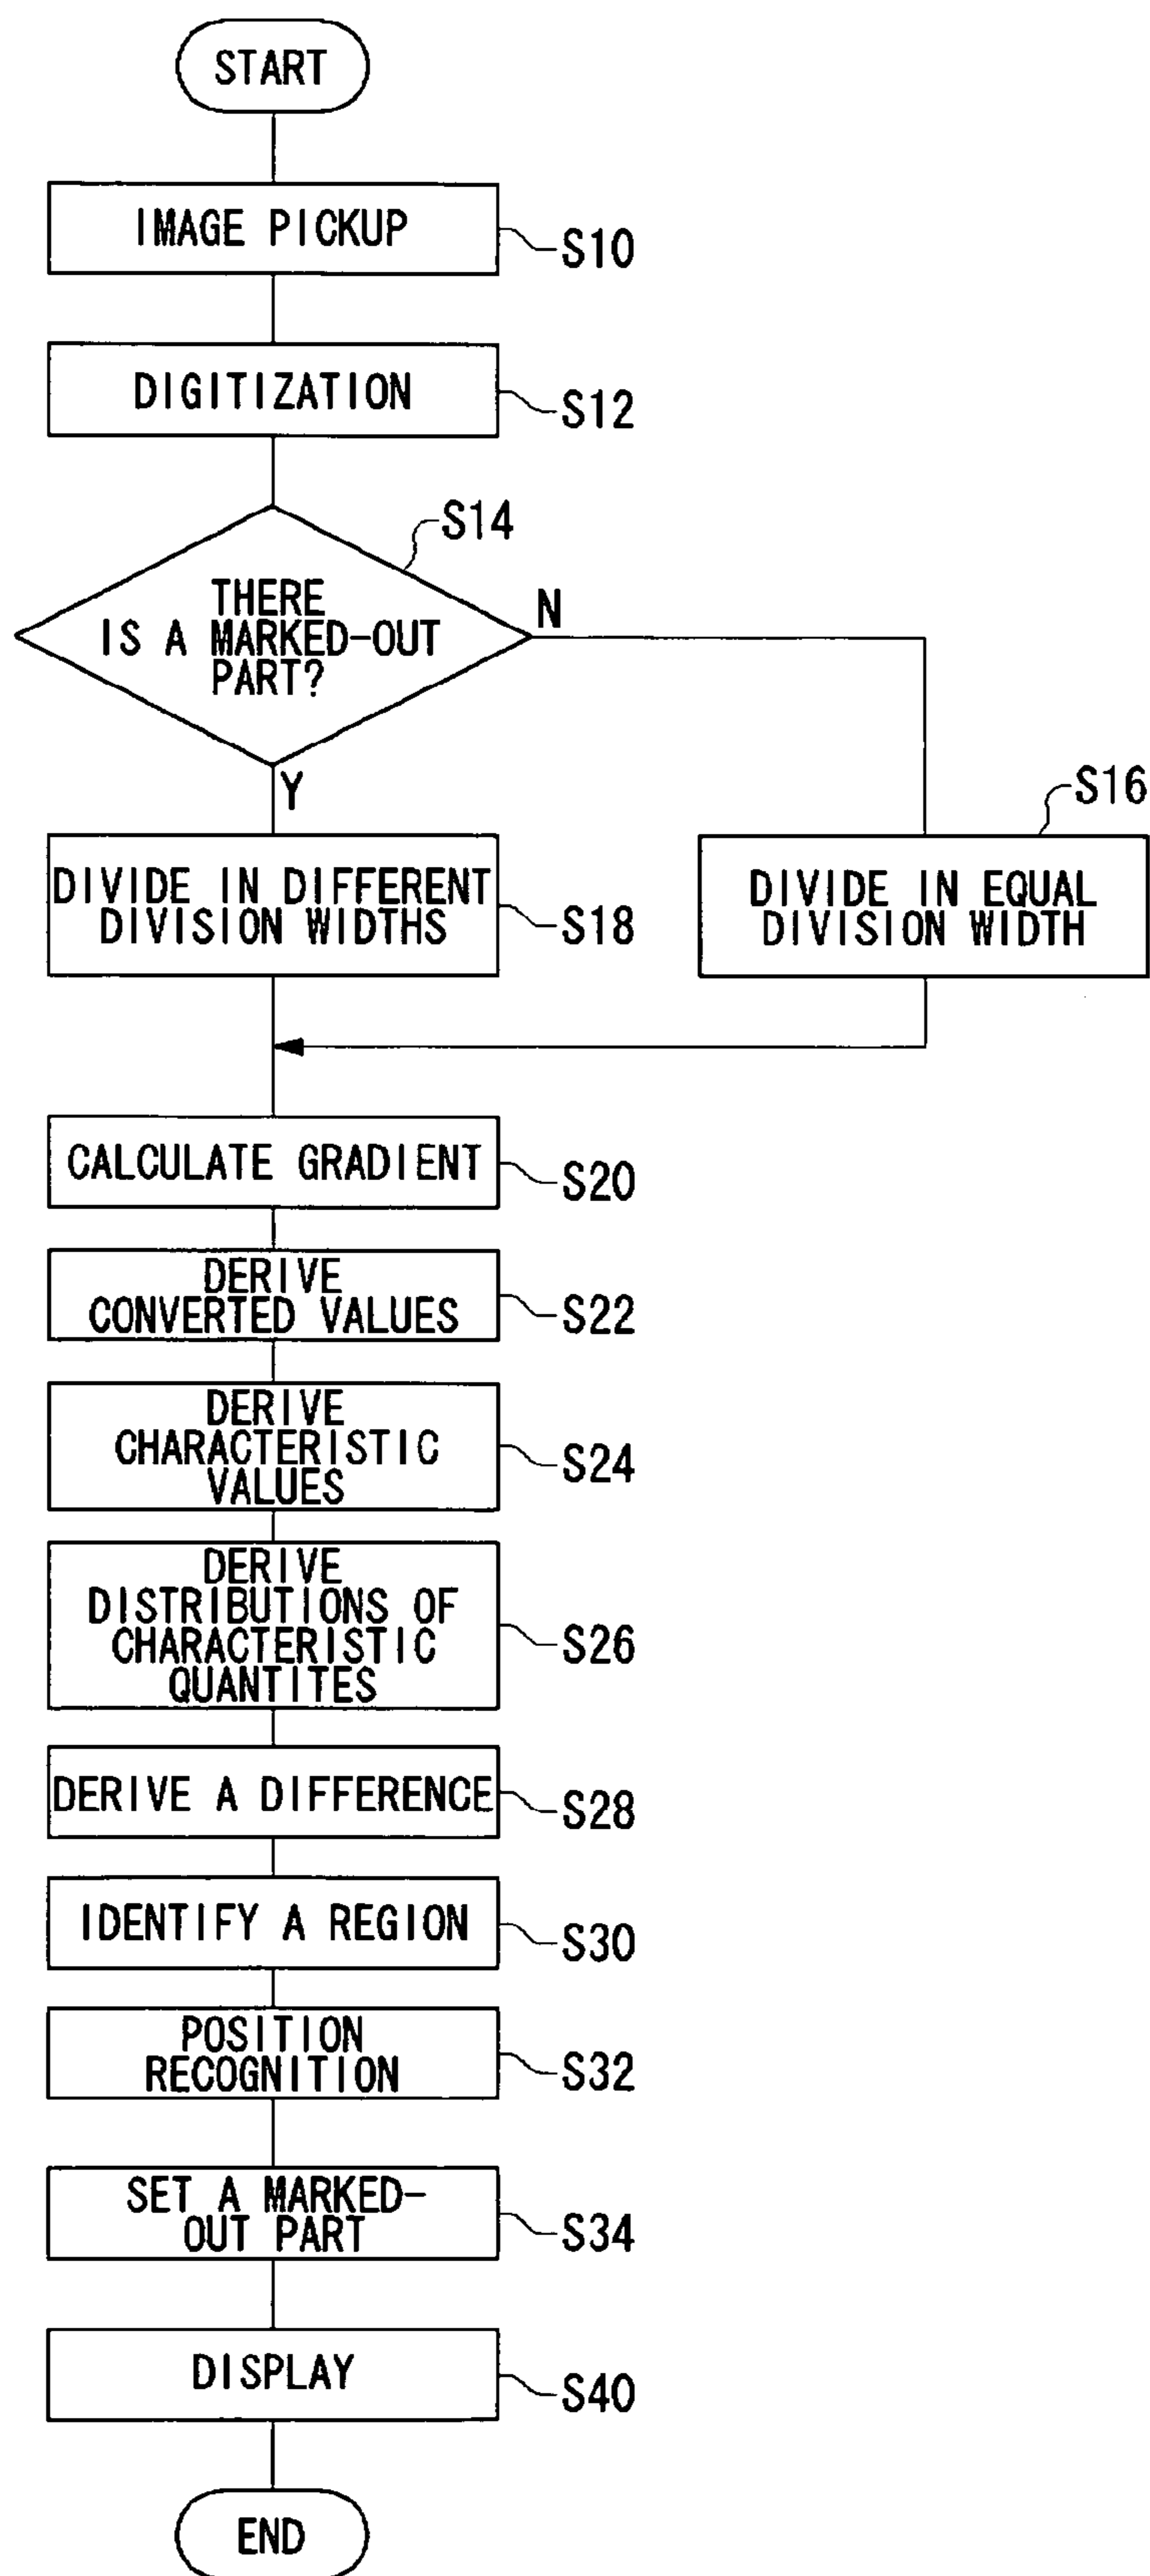 START
IMAGE PICKUP
S10
DIGITIZATION
S12
S14
THERE
IS A MARKED-OUT
PART?
N
Y
S16
DIVIDE IN DIFFERENT
DIVISION WIDTHS
S18
DIVIDE IN EQUAL
DIVISION WIDTH
CALCULATE GRADIENT
S20
DERIVE
CONVERTED VALUES
S22
DERIVE
CHARACTERISTIC
VALUES
S24
DERIVE
DISTRIBUTIONS OF
CHARACTERISTIC
QUANTITES
S26
DERIVE A DIFFERENCE
S28
IDENTIFY A REGION
S30
POSITION
RECOGNITION
S32
SET A MARKED-
OUT PART
S34
DISPLAY
S40
END